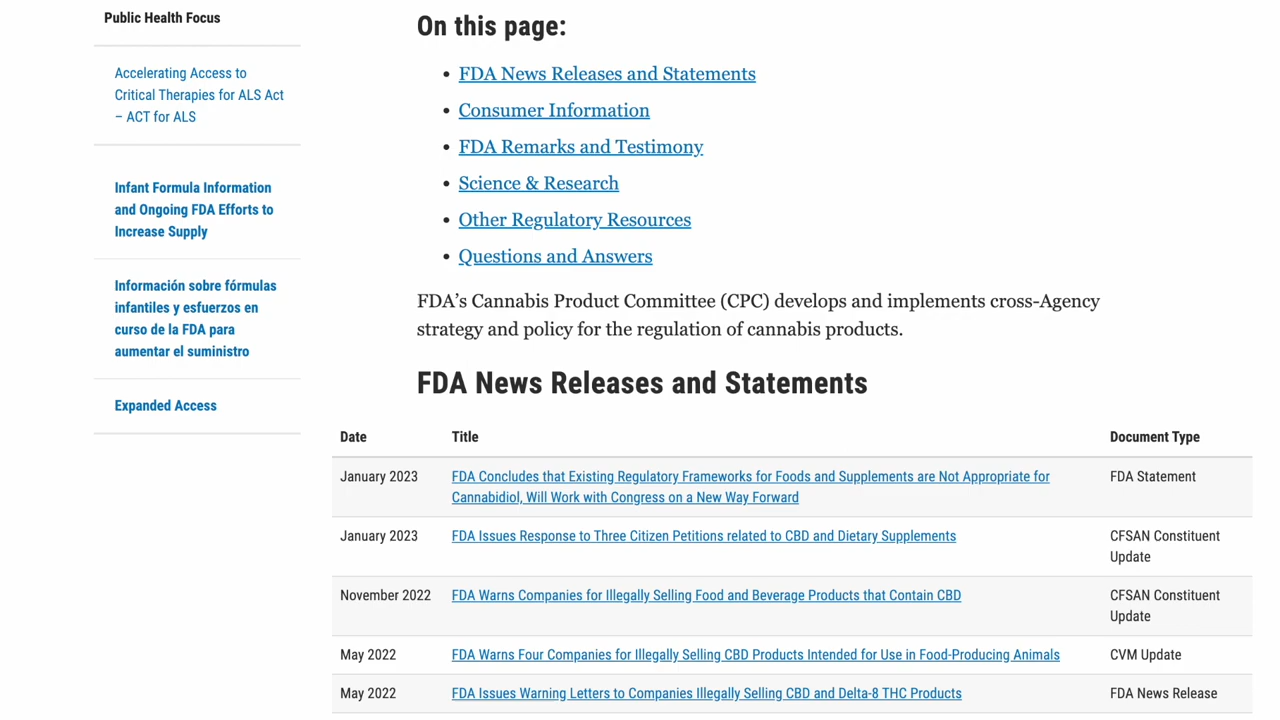 Public Health Focus
Accelerating Access to
Critical Therapies for ALS Act
– ACT for ALS
Infant Formula Information
and Ongoing FDA Efforts to
Increase Supply
Información sobre fórmulas
infantiles y esfuerzos en
curso de la FDA para
aumentar el suministro
Expanded Access
On this page:
• FDA News Releases and Statements
• Consumer Information
• FDA Remarks and Testimony
• Science & Research
• Other Regulatory Resources
• Questions and Answers
FDA’s Cannabis Product Committee (CPC) develops and implements cross-Agency
strategy and policy for the regulation of cannabis products.
FDA News Releases and Statements
Date Title Document Type
January 2023 FDA Concludes that Existing Regulatory Frameworks for Foods and Supplements are Not Appropriate for FDA Statement
Cannabidiol, Will Work with Congress on a New Way Forward
January 2023 FDA Issues Response to Three Citizen Petitions related to CBD and Dietary Supplements CFSAN Constituent
Update
November 2022 FDA Warns Companies for Illegally Selling Food and Beverage Products that Contain CBD CFSAN Constituent
Update
May 2022 FDA Warns Four Companies for Illegally Selling CBD Products Intended for Use in Food-Producing Animals CVM Update
May 2022 FDA Issues Warning Letters to Companies Illegally Selling CBD and Delta-8 THC Products FDA News Release